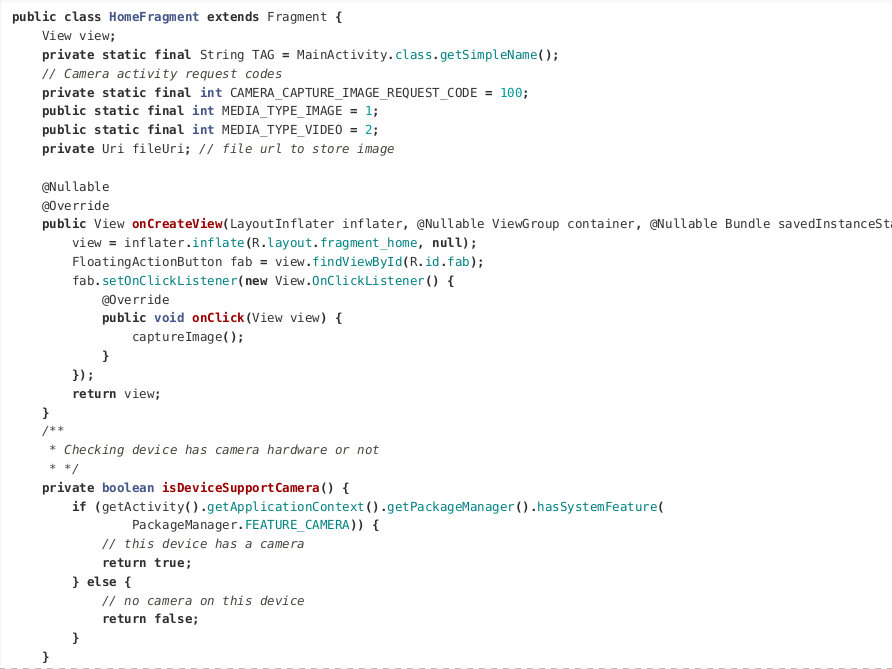 public class HomeFragment extends Fragment {
    View view;
    private static final String TAG = MainActivity.class.getSimpleName();
    // Camera activity request codes
    private static final int CAMERA_CAPTURE_IMAGE_REQUEST_CODE = 100;
    public static final int MEDIA_TYPE_IMAGE = 1;
    public static final int MEDIA_TYPE_VIDEO = 2;
    private Uri fileUri; // file url to store image

    @Nullable
    @Override
    public View onCreateView(LayoutInflater inflater, @Nullable ViewGroup container, @Nullable Bundle savedInstanceSta
        view = inflater.inflate(R.layout.fragment_home, null);
        FloatingActionButton fab = view.findViewById(R.id.fab);
        fab.setOnClickListener(new View.OnClickListener() {
            @Override
            public void onClick(View view) {
                captureImage();
            }
        });
        return view;
    }
    /**
     * Checking device has camera hardware or not
     * */
    private boolean isDeviceSupportCamera() {
        if (getActivity().getApplicationContext().getPackageManager().hasSystemFeature(
                PackageManager.FEATURE_CAMERA)) {
            // this device has a camera
            return true;
        } else {
            // no camera on this device
            return false;
        }
    }